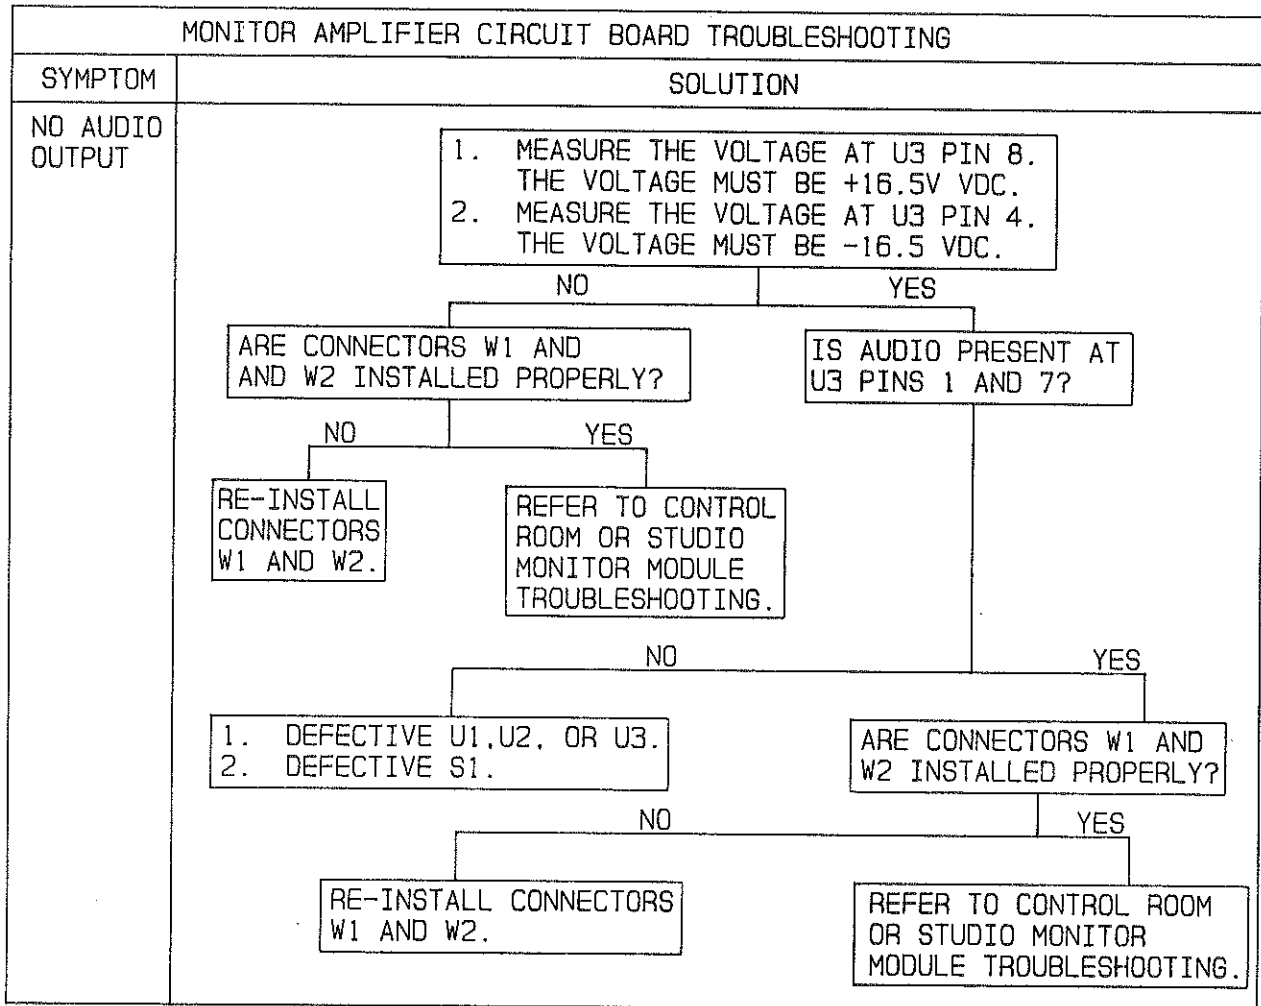 MONITOR AMPLIFIER CIRCUIT BOARD TROUBLESHOOTING
SYMPTOM
SOLUTION
NO AUDIO
OUTPUT
1. MEASURE THE VOLTAGE AT U3 PIN 8.
THE VOLTAGE MUST BE +16.5V VDC.
2. MEASURE THE VOLTAGE AT U3 PIN 4.
THE VOLTAGE MUST BE -16.5 VDC.
NO
YES
ARE CONNECTORS W1 AND
AND W2 INSTALLED PROPERLY?
IS AUDIO PRESENT AT
U3 PINS 1 AND 7?
NO
YES
RE-INSTALL
CONNECTORS
W1 AND W2.
REFER TO CONTROL
ROOM OR STUDIO
MONITOR MODULE
TROUBLESHOOTING.
NO
YES
1. DEFECTIVE U1,U2, OR U3.
2. DEFECTIVE S1.
ARE CONNECTORS W1 AND
W2 INSTALLED PROPERLY?
NO
YES
RE-INSTALL CONNECTORS
W1 AND W2.
REFER TO CONTROL ROOM
OR STUDIO MONITOR
MODULE TROUBLESHOOTING.